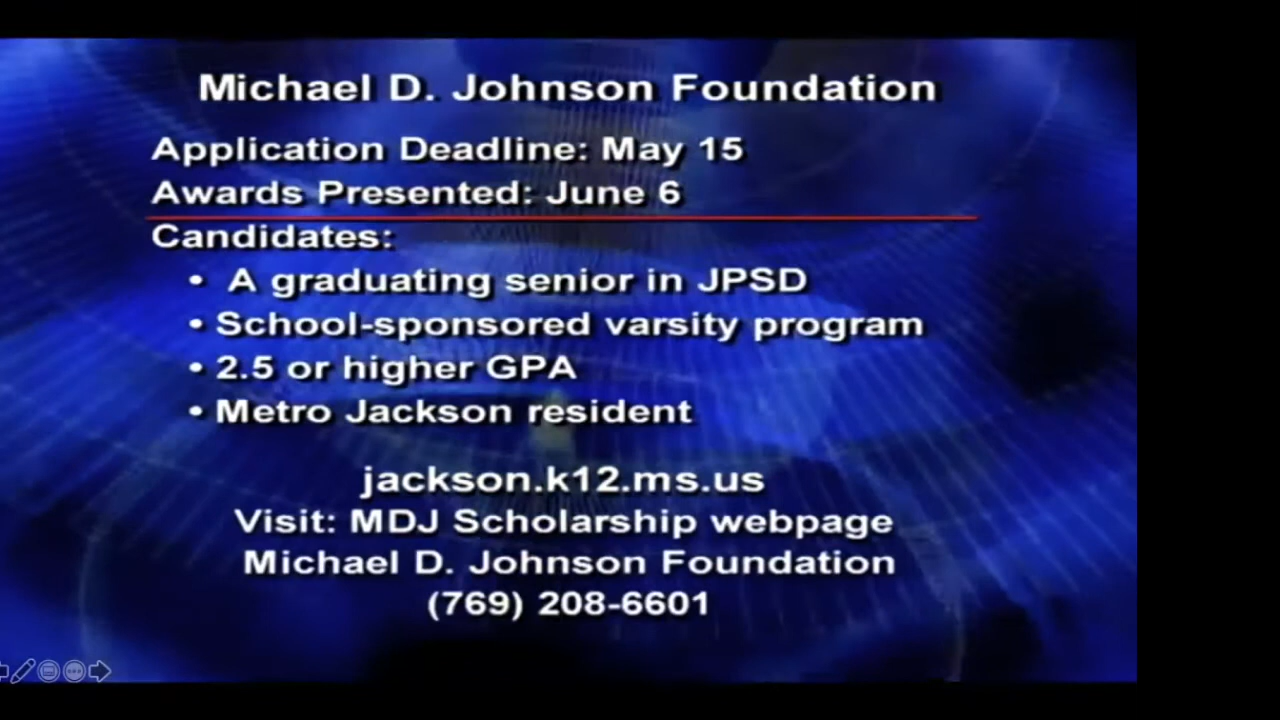 Michael D. Johnson Foundation
Application Deadline: May 15
Awards Presented: June 6
Candidates:
• A graduating senior in JPSD
• School-sponsored varsity program
• 2.5 or higher GPA
• Metro Jackson resident
jackson.k12.ms.us
Visit: MDJ Scholarship webpage
Michael D. Johnson Foundation
(769) 208-6601